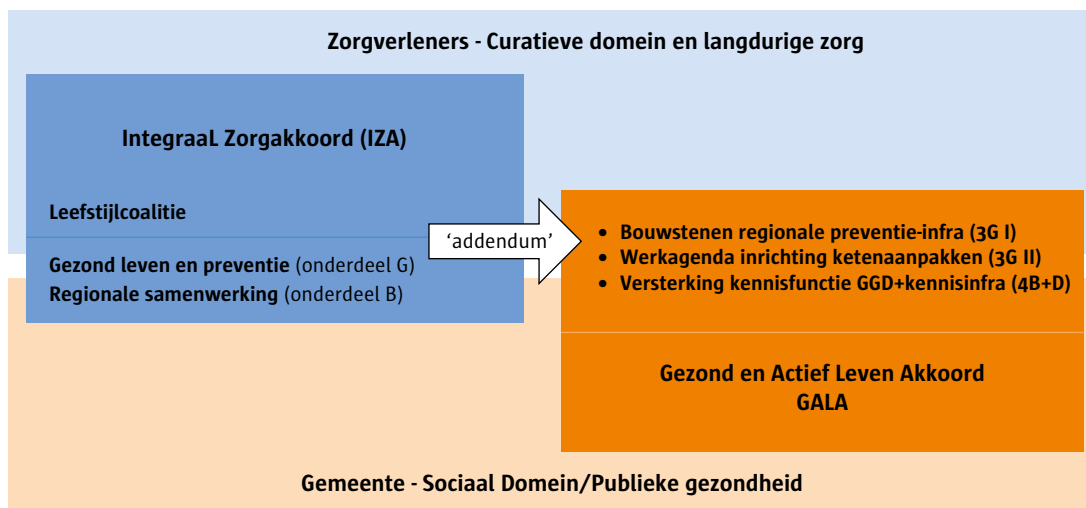 Zorgverleners - Curatieve domein en langdurige zorg
IntegraaL Zorgakkoord (IZA)
Leefstijlcoalitie
Gezond leven en preventie (onderdeel G)
Regionale samenwerking (onderdeel B)
‘addendum’
• Bouwstenen regionale preventie-infra (3G I)
• Werkagenda inrichting ketenaanpakken (3G II)
• Versterking kennisfunctie GGD+kennisinfra (4B+D)
Gezond en Actief Leven Akkoord
GALA
Gemeente - Sociaal Domein/Publieke gezondheid